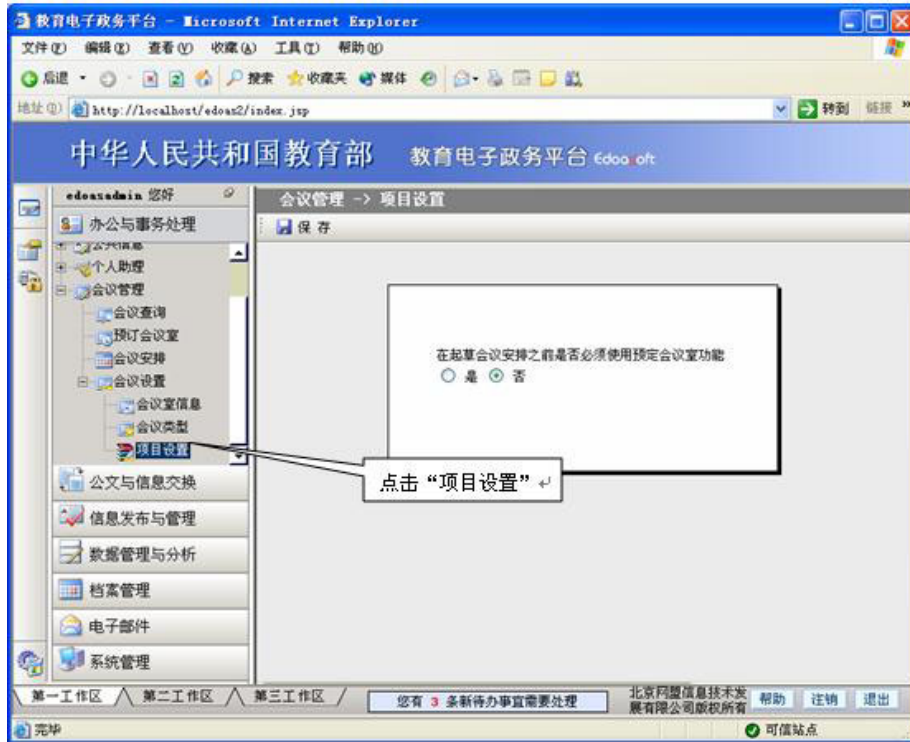 教育电子政务平台 - Microsoft Internet Explorer
文件(F) 编辑(E) 查看(V) 收藏(A) 工具(T) 帮助(H)
后退 搜索 收藏夹 媒体
地址(D) http://localhost/edoas2/index.jsp 转到 链接 »
中华人民共和国教育部 教育电子政务平台 Edoasoft
edoasadmin 您好
会议管理 -> 项目设置
办公与事务处理
保存
公共信息
个人助理
会议管理
会议查询
预订会议室
会议安排
会议设置
会议室信息
会议类型
项目设置
在起草会议安排之前是否必须使用预定会议室功能
是 否
点击“项目设置”
公文与信息交换
信息发布与管理
数据管理与分析
档案管理
电子邮件
系统管理
第一工作区 第二工作区 第三工作区 您有 3 条新待办事宜需要处理 北京网盟信息技术发展有限公司版权所有 帮助 注销 退出
完毕 可信站点